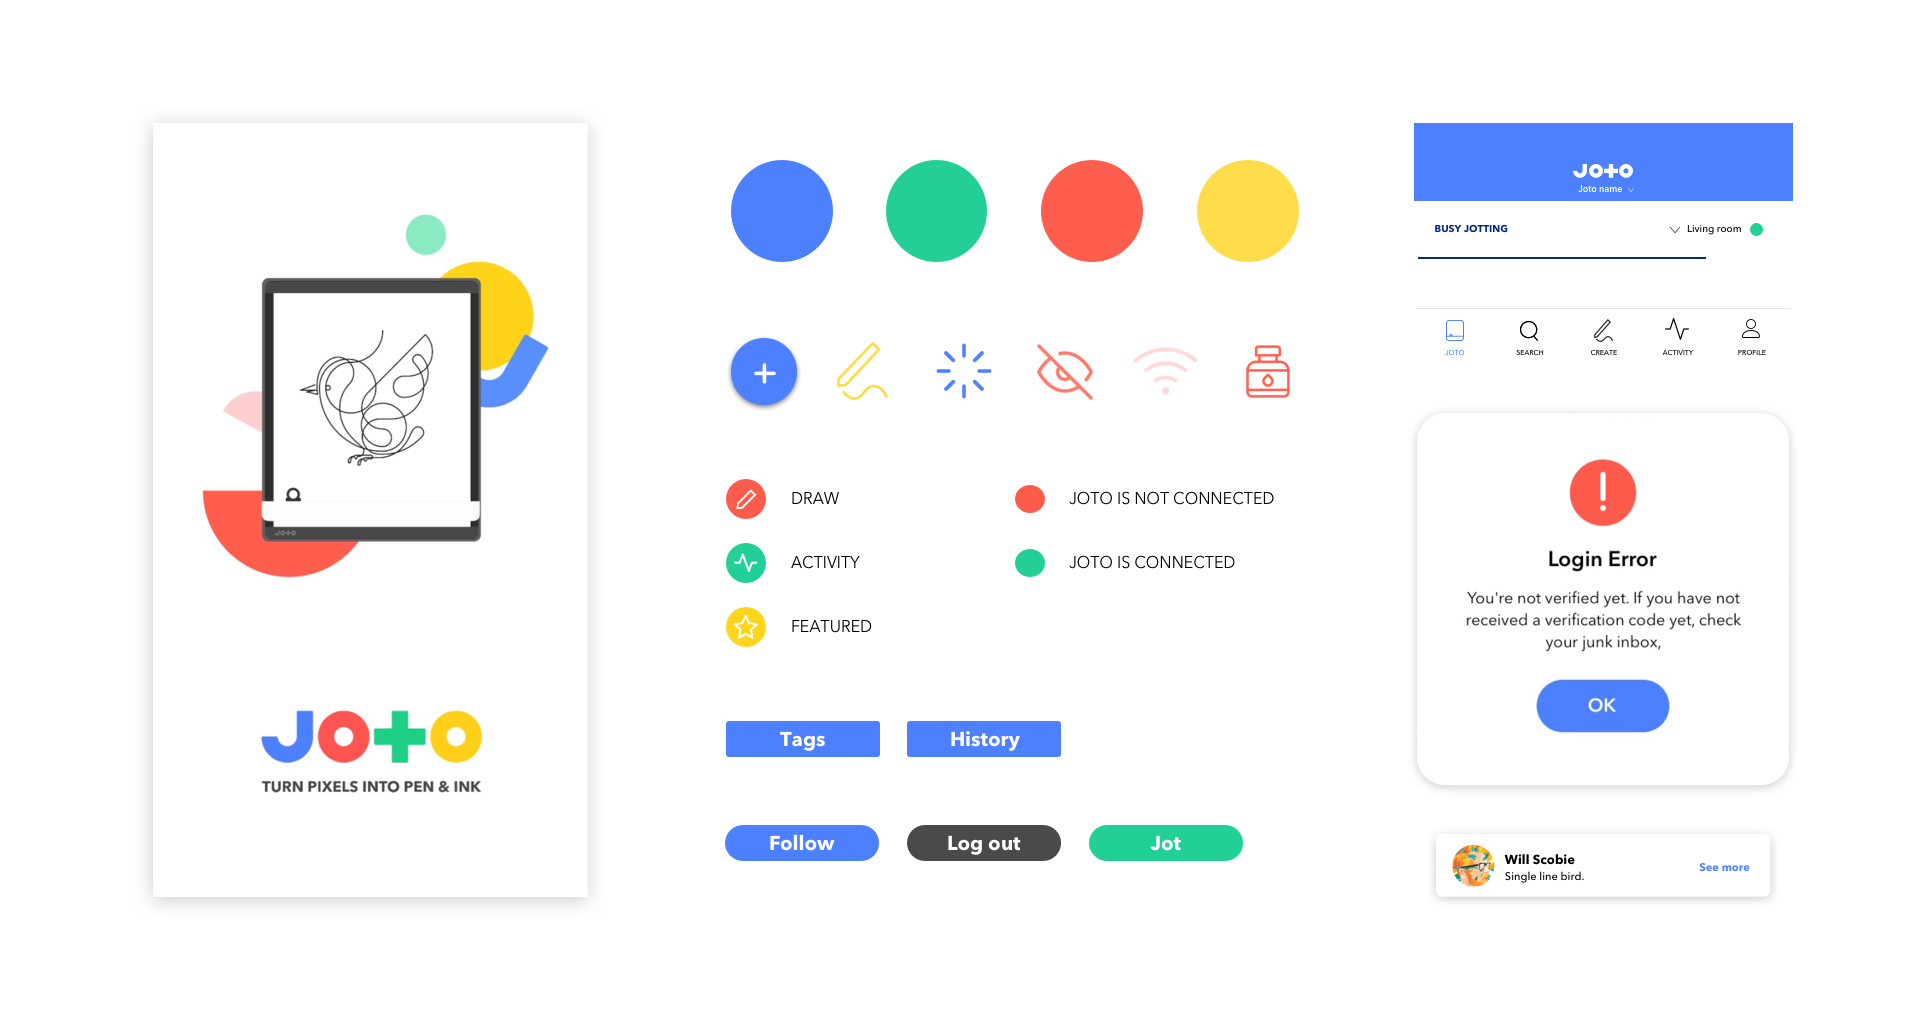 JOTO
JOTO
TURN PIXELS INTO PEN & INK
DRAW
ACTIVITY
FEATURED
JOTO IS NOT CONNECTED
JOTO IS CONNECTED
Tags
History
Follow
Log out
Jot
JOTO
Joto name
BUSY JOTTING
Living room
JOTO
SEARCH
CREATE
ACTIVITY
PROFILE
Login Error
You're not verified yet. If you have not
received a verification code yet, check
your junk inbox,
OK
Will Scobie
Single line bird.
See more